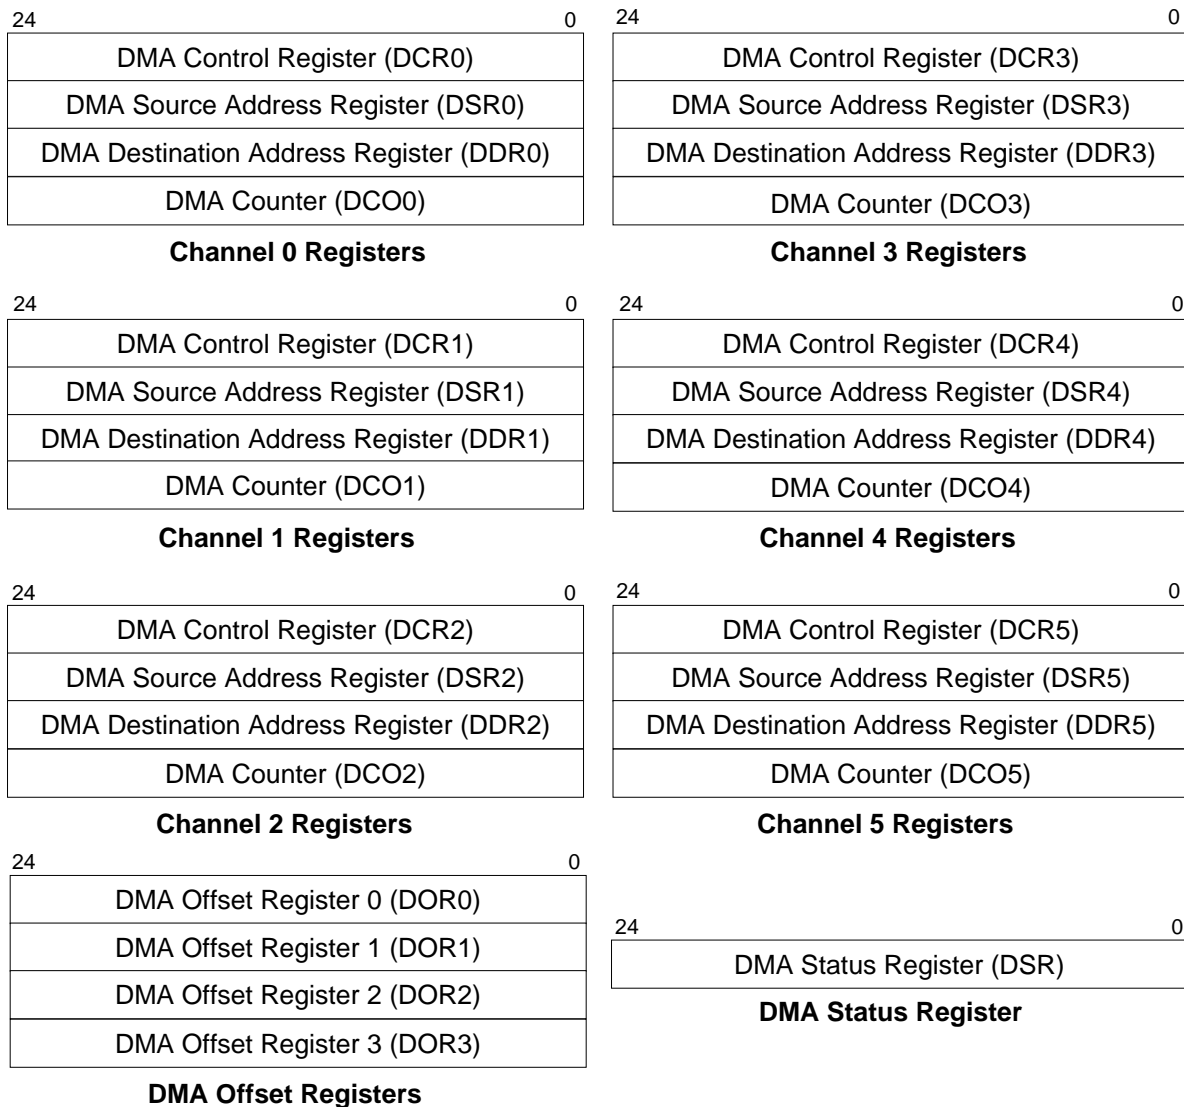 24 0
DMA Control Register (DCR0)
DMA Source Address Register (DSR0)
DMA Destination Address Register (DDR0)
DMA Counter (DCO0)
Channel 0 Registers
24 0
DMA Control Register (DCR3)
DMA Source Address Register (DSR3)
DMA Destination Address Register (DDR3)
DMA Counter (DCO3)
Channel 3 Registers
24 0
DMA Control Register (DCR1)
DMA Source Address Register (DSR1)
DMA Destination Address Register (DDR1)
DMA Counter (DCO1)
Channel 1 Registers
24 0
DMA Control Register (DCR4)
DMA Source Address Register (DSR4)
DMA Destination Address Register (DDR4)
DMA Counter (DCO4)
Channel 4 Registers
24 0
DMA Control Register (DCR2)
DMA Source Address Register (DSR2)
DMA Destination Address Register (DDR2)
DMA Counter (DCO2)
Channel 2 Registers
24 0
DMA Control Register (DCR5)
DMA Source Address Register (DSR5)
DMA Destination Address Register (DDR5)
DMA Counter (DCO5)
Channel 5 Registers
24 0
DMA Offset Register 0 (DOR0)
DMA Offset Register 1 (DOR1)
DMA Offset Register 2 (DOR2)
DMA Offset Register 3 (DOR3)
DMA Offset Registers
24 0
DMA Status Register (DSR)
DMA Status Register